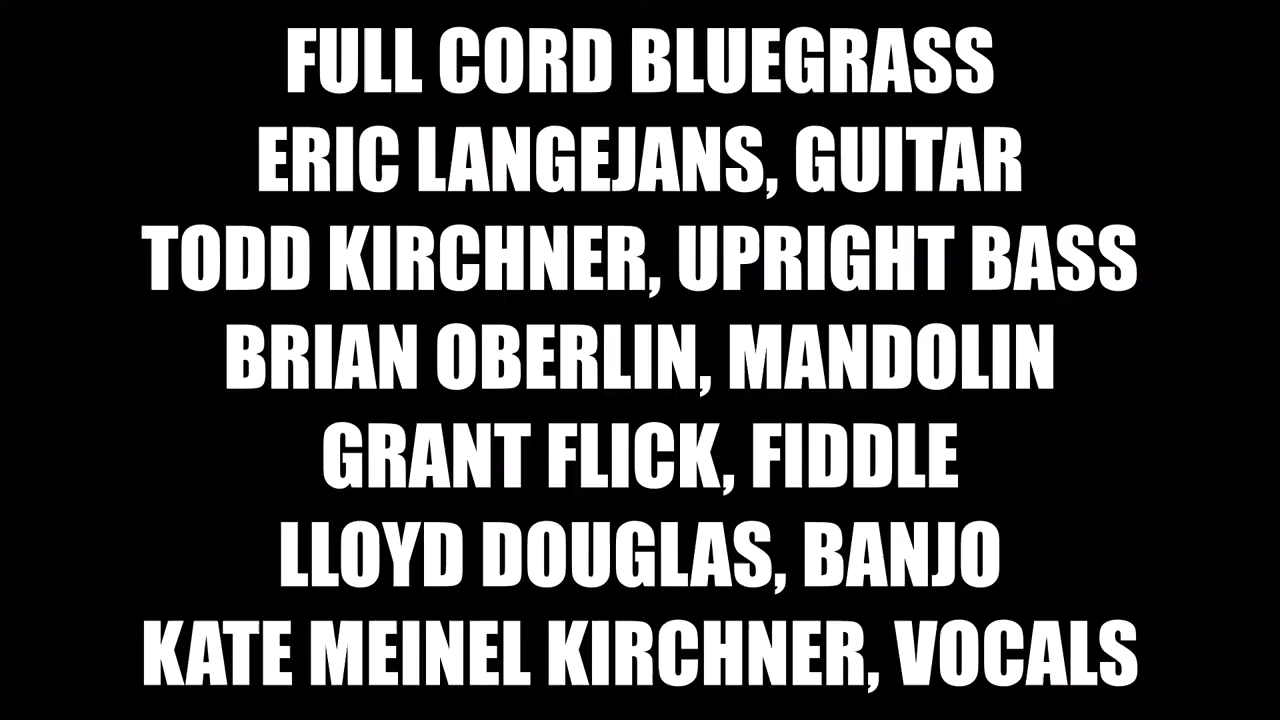 FULL CORD BLUEGRASS
ERIC LANGEJANS, GUITAR
TODD KIRCHNER, UPRIGHT BASS
BRIAN OBERLIN, MANDOLIN
GRANT FLICK, FIDDLE
LLOYD DOUGLAS, BANJO
KATE MEINEL KIRCHNER, VOCALS